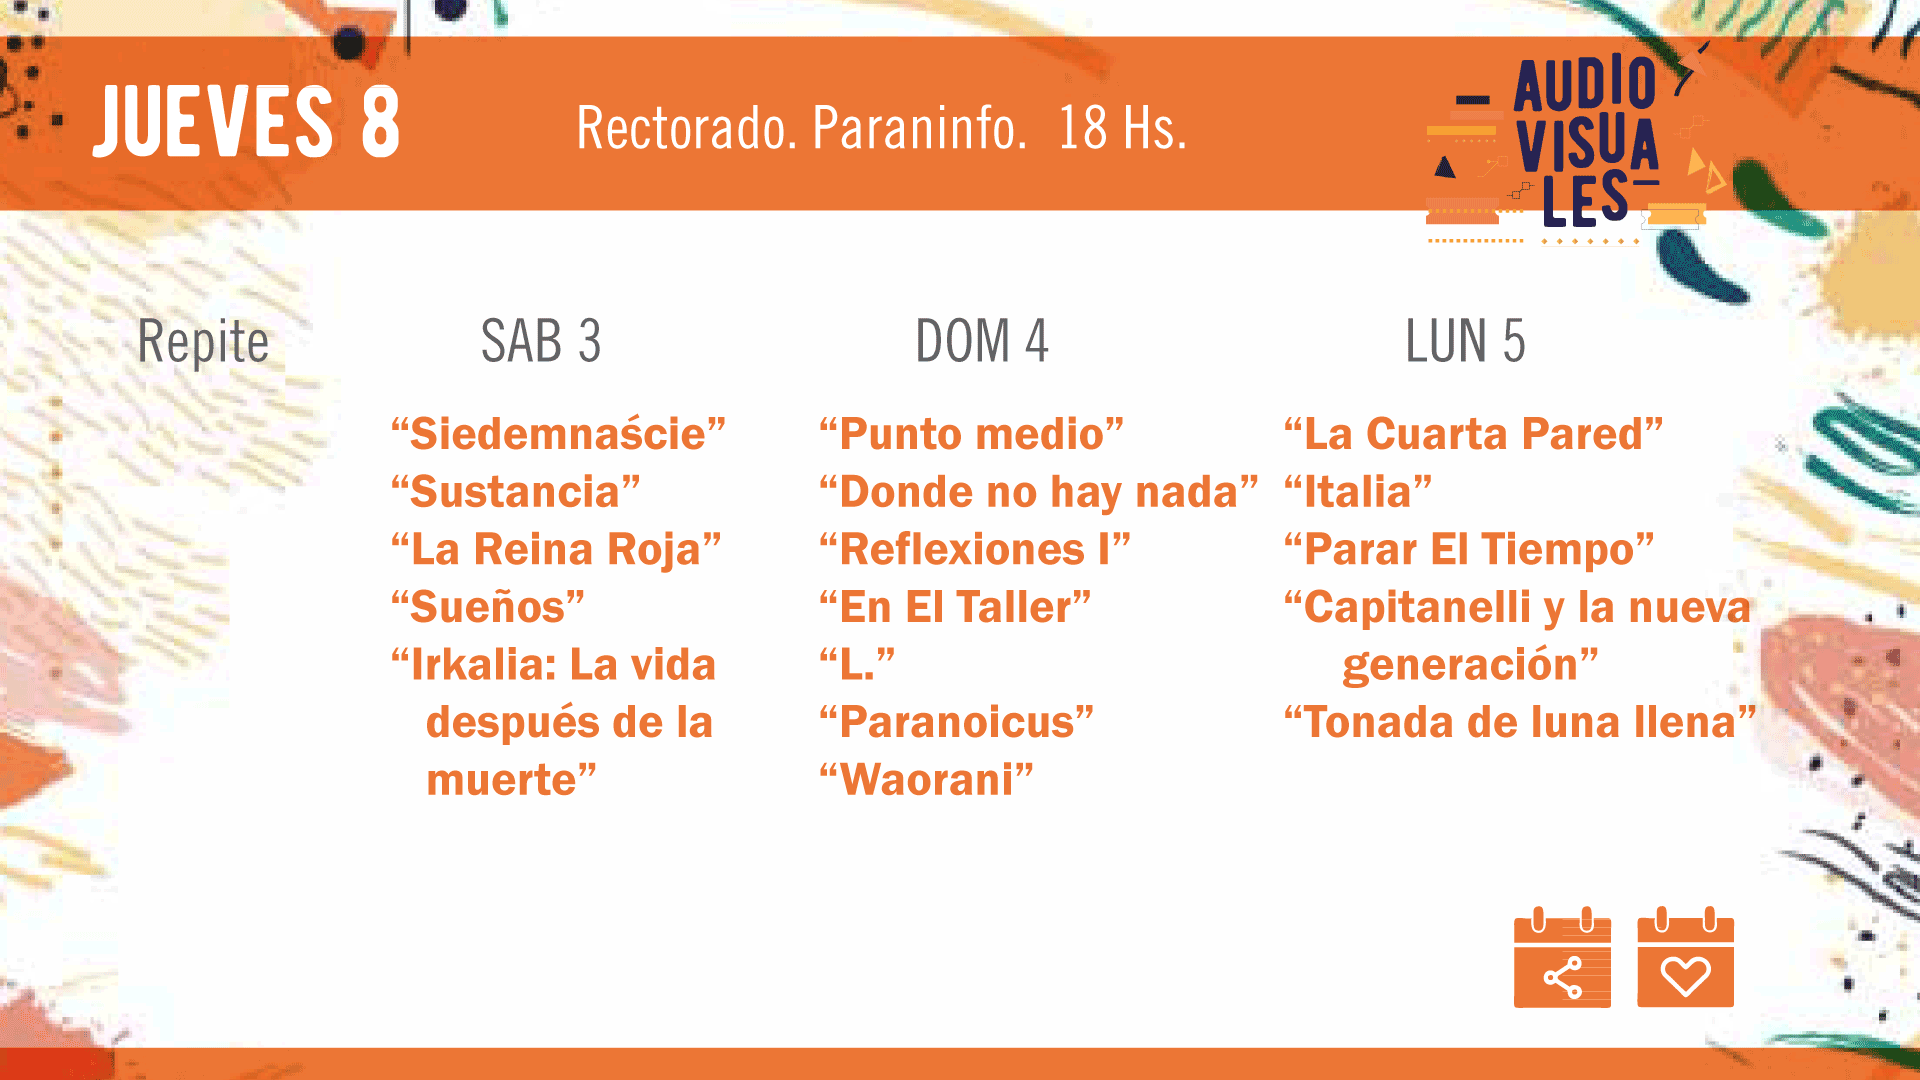 JUEVES 8
Rectorado. Paraninfo. 18 Hs.
AUDIO
VISUA
LES
Repite
SAB 3
“Siedemnaście”
“Sustancia”
“La Reina Roja”
“Sueños”
“Irkalia: La vida
después de la
muerte”
DOM 4
“Punto medio”
“Donde no hay nada”
“Reflexiones I”
“En El Taller”
“L.”
“Paranoicus”
“Waorani”
LUN 5
“La Cuarta Pared”
“Italia”
“Parar El Tiempo”
“Capitanelli y la nueva
generación”
“Tonada de luna llena”